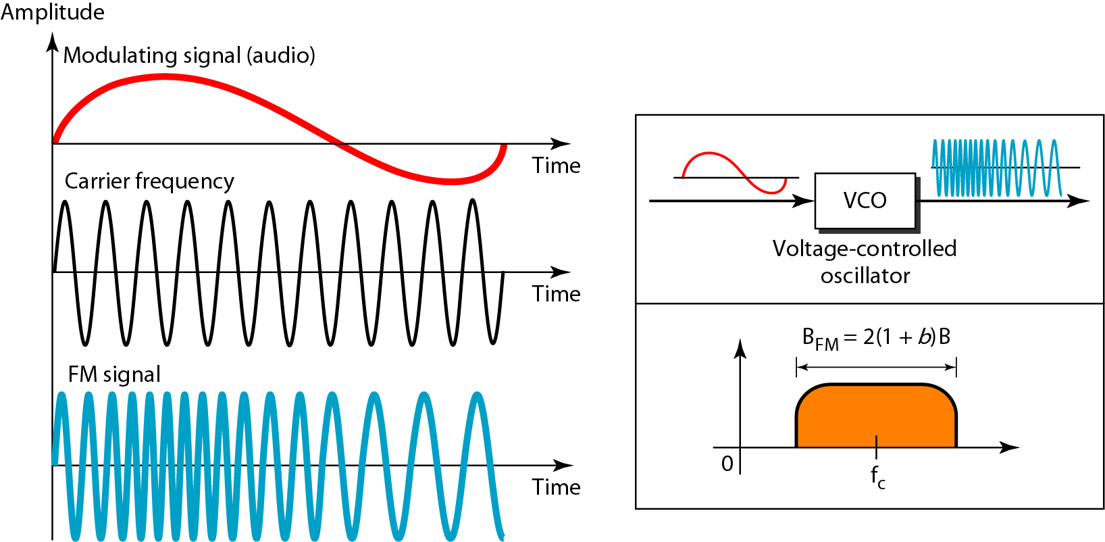 Amplitude
Modulating signal (audio)
Time
Carrier frequency
Time
FM signal
Time
VCO
Voltage-controlled
oscillator
B_FM = 2(1 + b)B
0
f_c